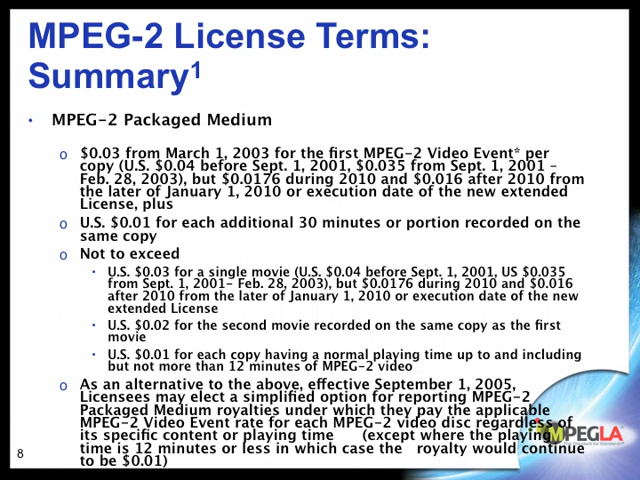 MPEG-2 License Terms:
Summary1
• MPEG-2 Packaged Medium
o $0.03 from March 1, 2003 for the first MPEG-2 Video Event* per
copy (U.S. $0.04 before Sept. 1, 2001, $0.035 from Sept. 1, 2001 –
Feb. 28, 2003), but $0.0176 during 2010 and $0.016 after 2010 from
the later of January 1, 2010 or execution date of the new extended
License, plus
o U.S. $0.01 for each additional 30 minutes or portion recorded on the
same copy
o Not to exceed
• U.S. $0.03 for a single movie (U.S. $0.04 before Sept. 1, 2001, US $0.035
from Sept. 1, 2001– Feb. 28, 2003), but $0.0176 during 2010 and $0.016
after 2010 from the later of January 1, 2010 or execution date of the new
extended License
• U.S. $0.02 for the second movie recorded on the same copy as the first
movie
• U.S. $0.01 for each copy having a normal playing time up to and including
but not more than 12 minutes of MPEG-2 video
o As an alternative to the above, effective September 1, 2005,
Licensees may elect a simplified option for reporting MPEG-2
Packaged Medium royalties under which they pay the applicable
MPEG-2 Video Event rate for each MPEG-2 video disc regardless of
its specific content or playing time (except where the playing
time is 12 minutes or less in which case the royalty would continue
to be $0.01)
MPEGLA
8